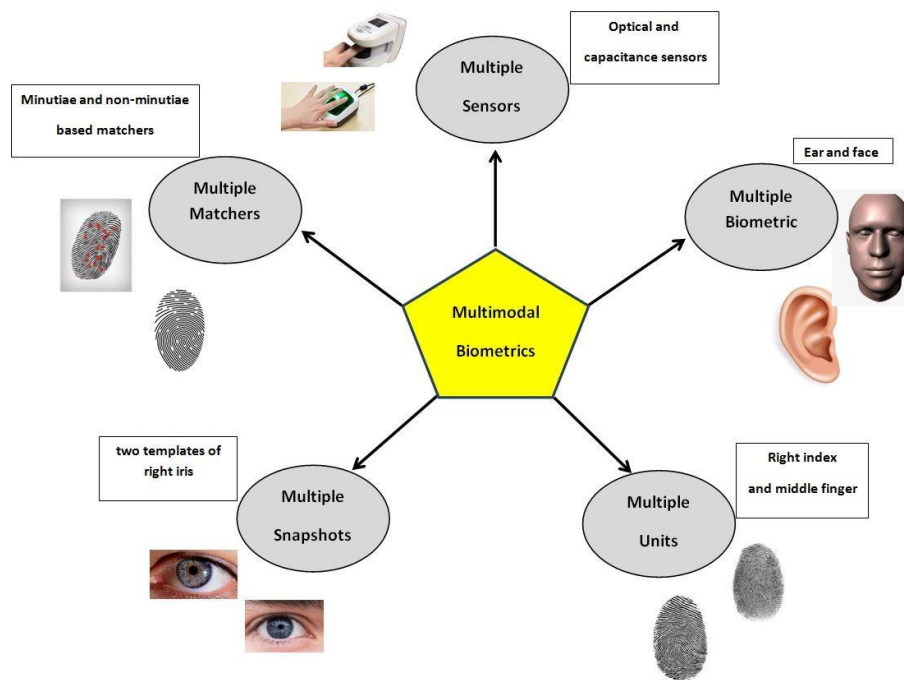 Optical and
capacitance sensors
Multiple
Sensors
Minutiae and non-minutiae
based matchers
Multiple
Matchers
Ear and face
Multiple
Biometric
Multimodal
Biometrics
two templates of
right iris
Multiple
Snapshots
Right index
and middle finger
Multiple
Units